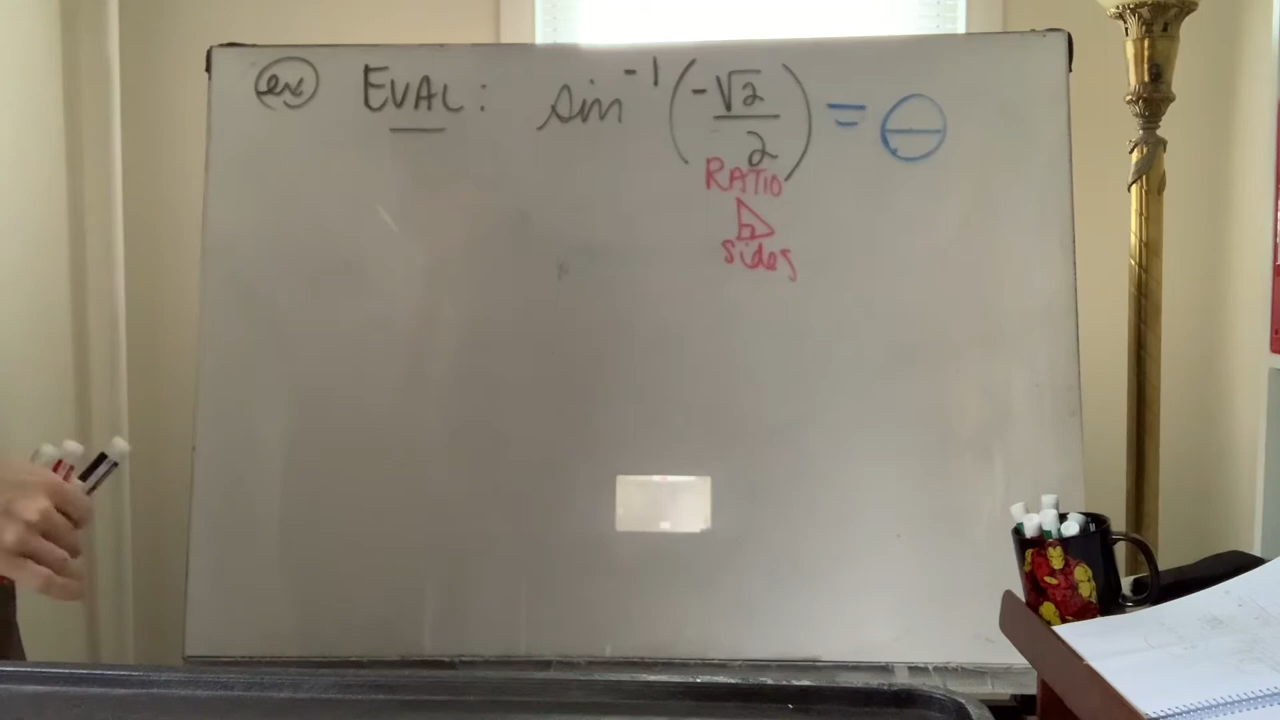 ex EVAL: sin⁻¹(-√2/2) = θ
RATIO
sides